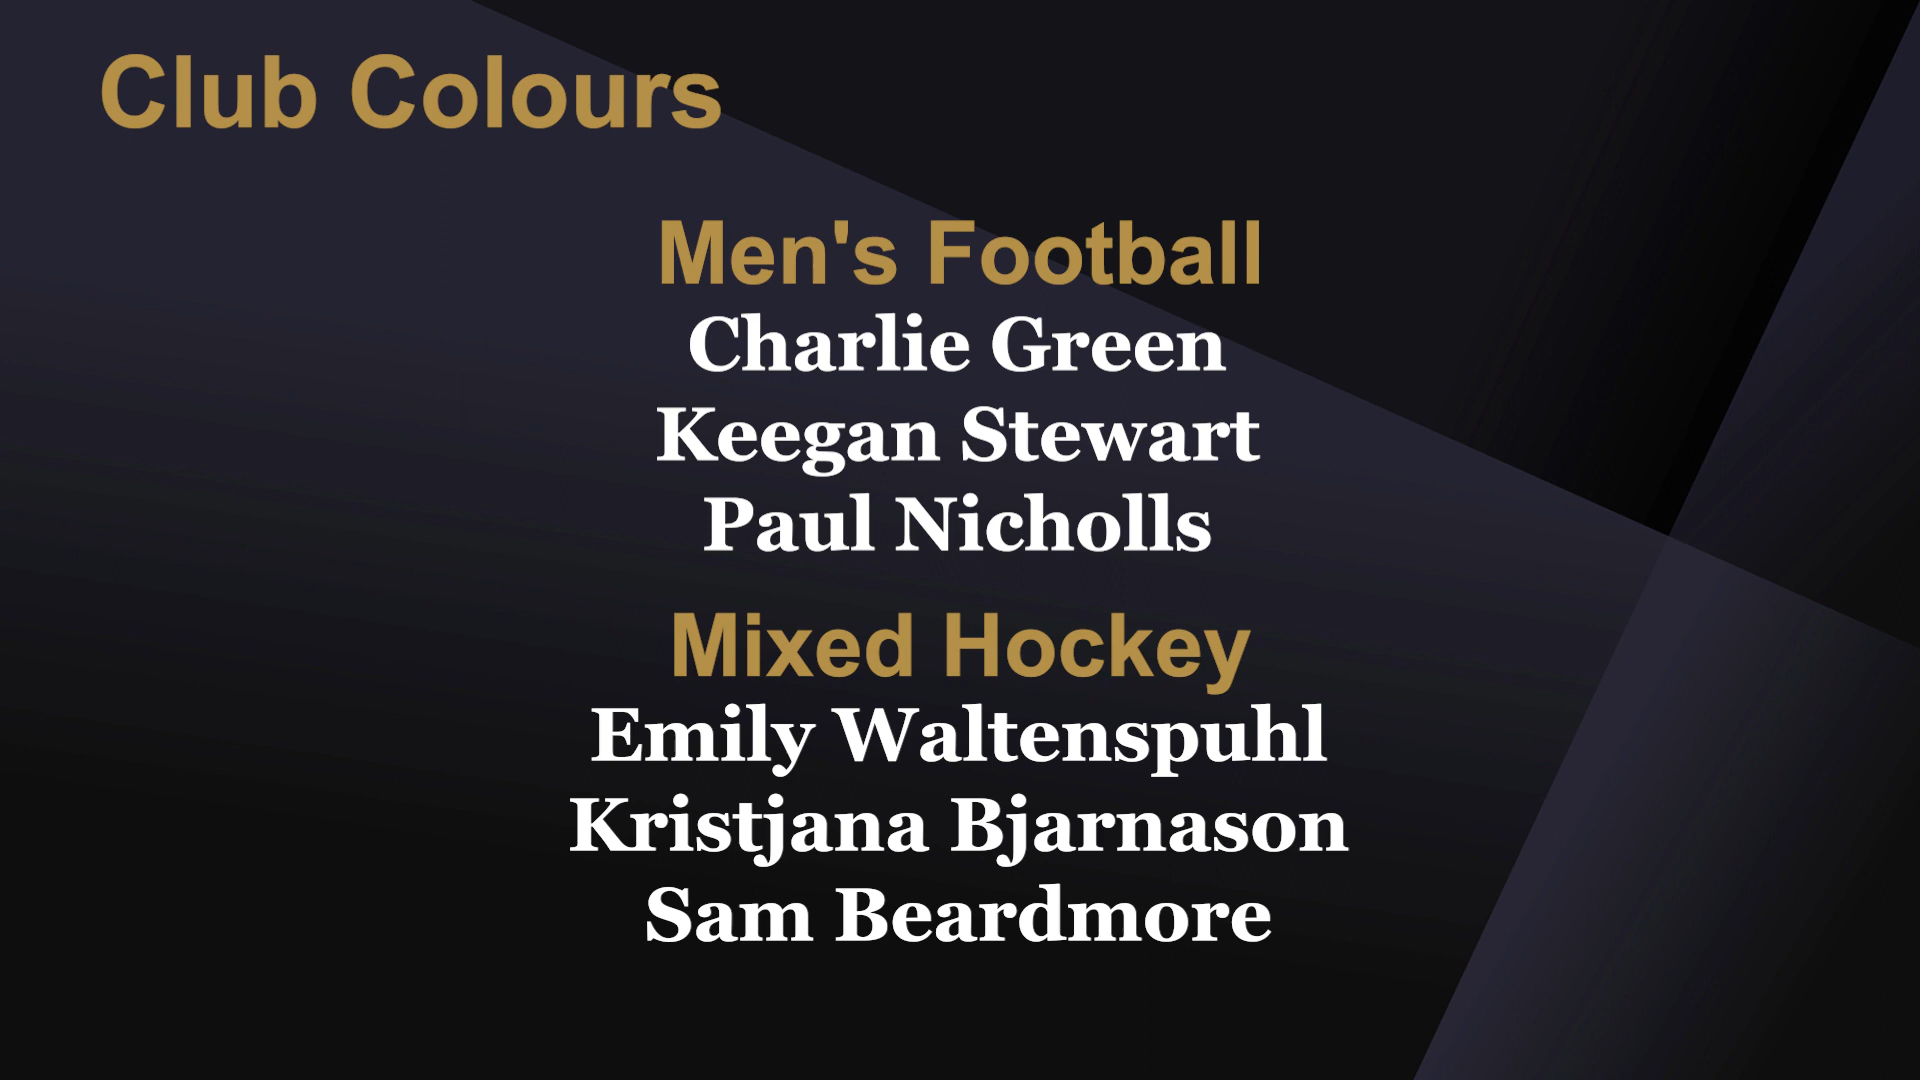 Club Colours
Men's Football
Charlie Green
Keegan Stewart
Paul Nicholls
Mixed Hockey
Emily Waltenspuhl
Kristjana Bjarnason
Sam Beardmore